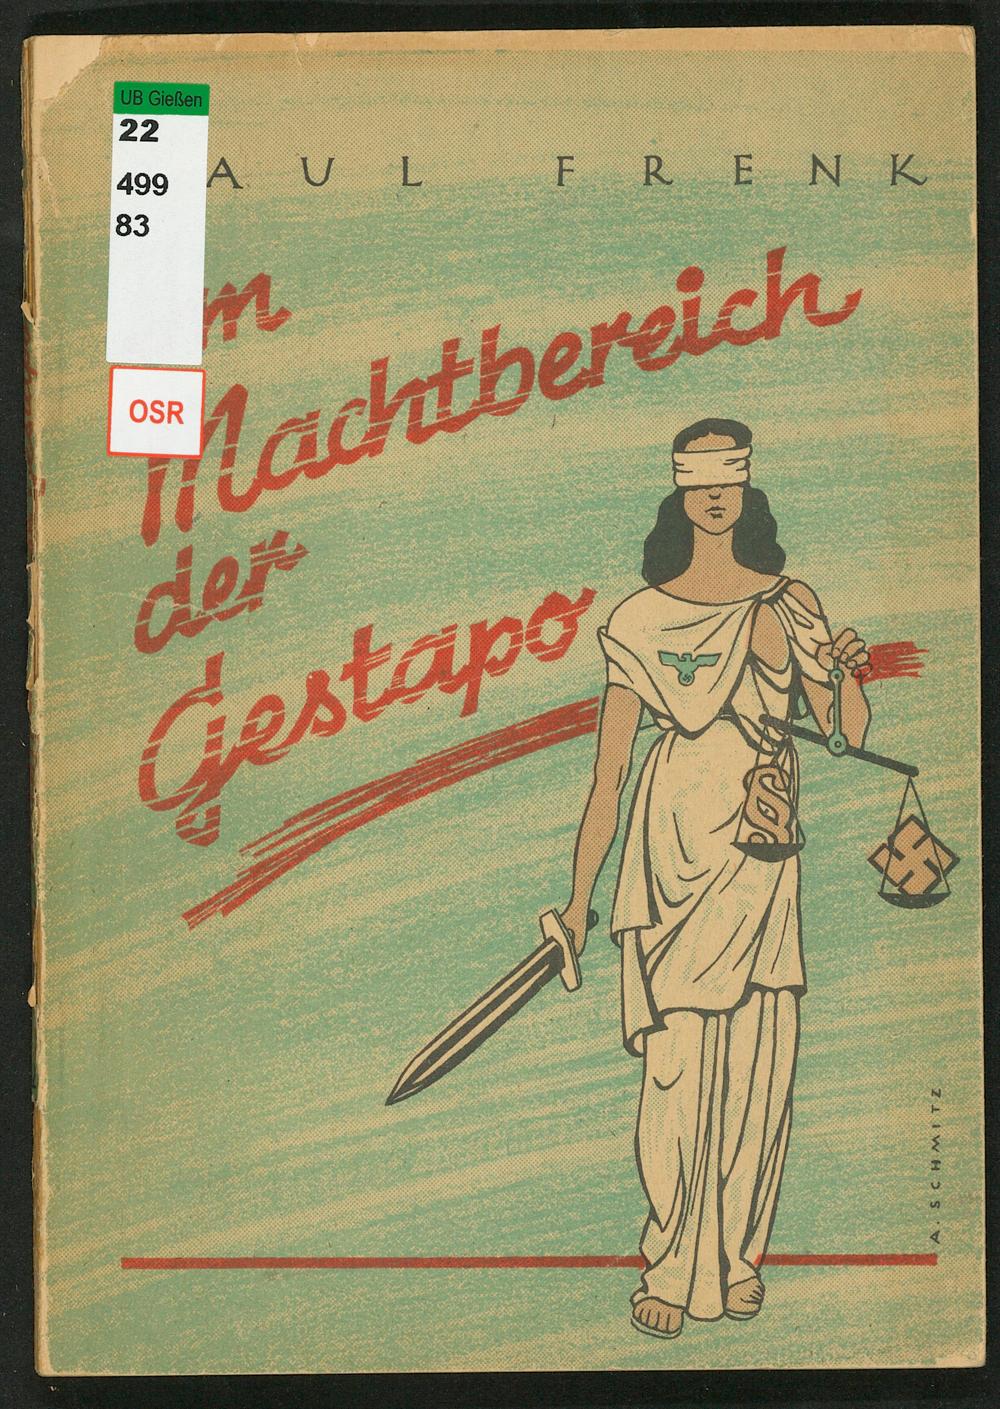 UB Gießen
22
499
83
OSR
AUL FRENK
m
Machtbereich
der
Gestapo
§
A. SCHMITZ